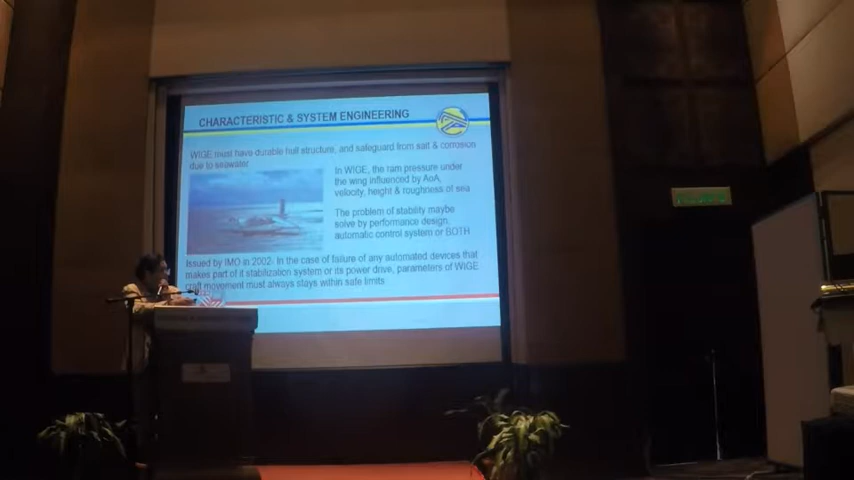 CHARACTERISTIC & SYSTEM ENGINEERING
WIGE must have durable hull structure, and safeguard from salt & corrosion
due to seawater
In WIGE, the ram pressure under
the wing influenced by AoA,
velocity, height & roughness of sea
The problem of stability maybe
solve by performance design,
automatic control system or BOTH
Issued by IMO in 2002: In the case of failure of any automated devices that
makes part of it stabilization system or its power drive, parameters of WIGE
craft movement must always stays within safe limits.